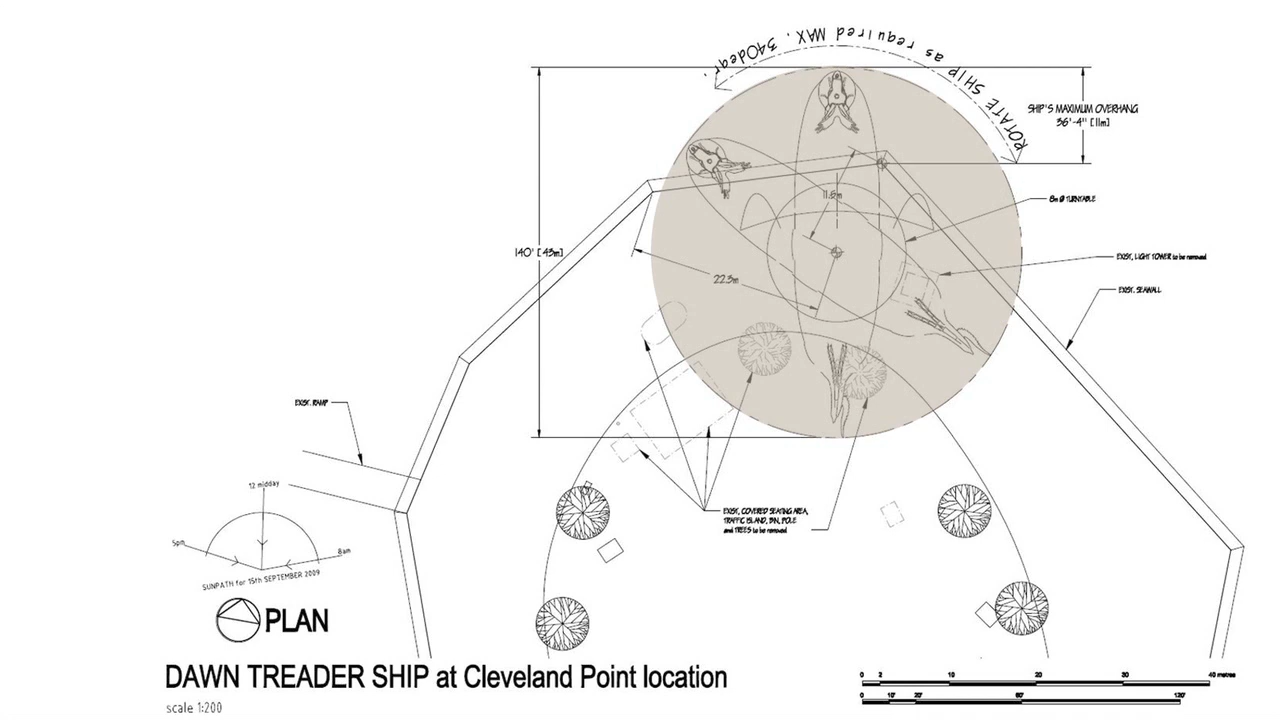 ROTATE SHIP as required MAX. 340degr.
SHIP'S MAXIMUM OVERHANG
36'-4" [11m]
11.5m
8m Ø TURNTABLE
140' [43m]
22.3m
EXIST. LIGHT TOWER to be removed
EXIST. SEAWALL
EXIST. RAMP
12 midday
5pm
8am
SUNPATH for 15th SEPTEMBER 2009
EXIST. COVERED SEATING AREA,
TRAFFIC ISLAND, BIN, POLE
and TREES to be removed
PLAN
DAWN TREADER SHIP at Cleveland Point location
scale 1:200
0 2 10 20 30 40 metres
0 10' 20' 60' 120'